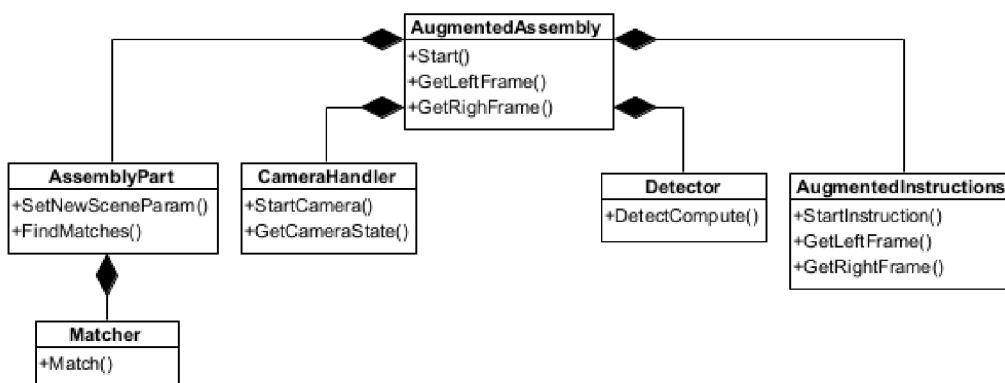 AugmentedAssembly
+Start()
+GetLeftFrame()
+GetRighFrame()
AssemblyPart
+SetNewSceneParam()
+FindMatches()
CameraHandler
+StartCamera()
+GetCameraState()
Detector
+DetectCompute()
AugmentedInstructions
+StartInstruction()
+GetLeftFrame()
+GetRightFrame()
Matcher
+Match()